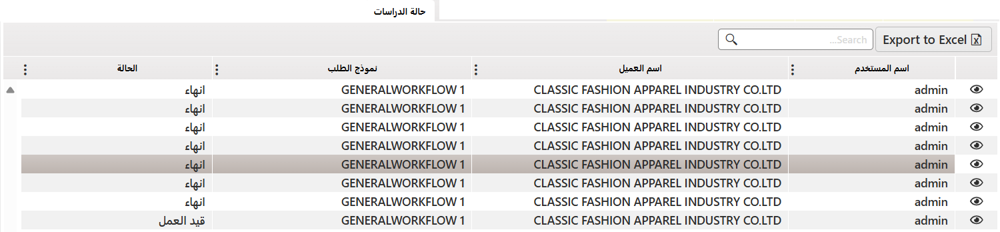 حالة الدراسات
Export to Excel Search...
اسم المستخدم اسم العميل نموذج الطلب الحالة
admin CLASSIC FASHION APPAREL INDUSTRY CO.LTD GENERALWORKFLOW 1 انهاء
admin CLASSIC FASHION APPAREL INDUSTRY CO.LTD GENERALWORKFLOW 1 انهاء
admin CLASSIC FASHION APPAREL INDUSTRY CO.LTD GENERALWORKFLOW 1 انهاء
admin CLASSIC FASHION APPAREL INDUSTRY CO.LTD GENERALWORKFLOW 1 انهاء
admin CLASSIC FASHION APPAREL INDUSTRY CO.LTD GENERALWORKFLOW 1 انهاء
admin CLASSIC FASHION APPAREL INDUSTRY CO.LTD GENERALWORKFLOW 1 انهاء
admin CLASSIC FASHION APPAREL INDUSTRY CO.LTD GENERALWORKFLOW 1 انهاء
admin CLASSIC FASHION APPAREL INDUSTRY CO.LTD GENERALWORKFLOW 1 قيد العمل